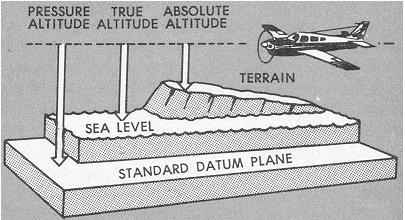 PRESSURE ALTITUDE
TRUE ALTITUDE
ABSOLUTE ALTITUDE
TERRAIN
SEA LEVEL
STANDARD DATUM PLANE